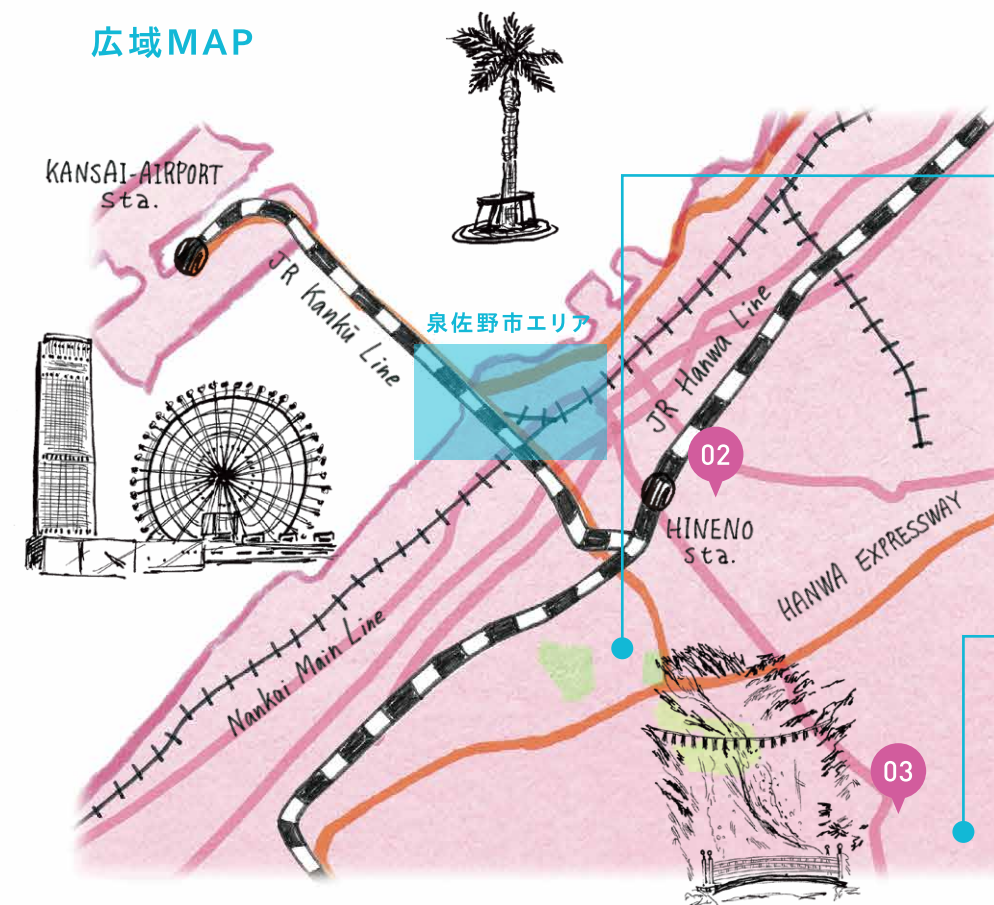 広域MAP
KANSAI-AIRPORT
Sta.
JR Kankū Line
泉佐野市エリア
JR Hanwa Line
02
HINENO
Sta.
HANWA EXPRESSWAY
Nankai Main Line
03